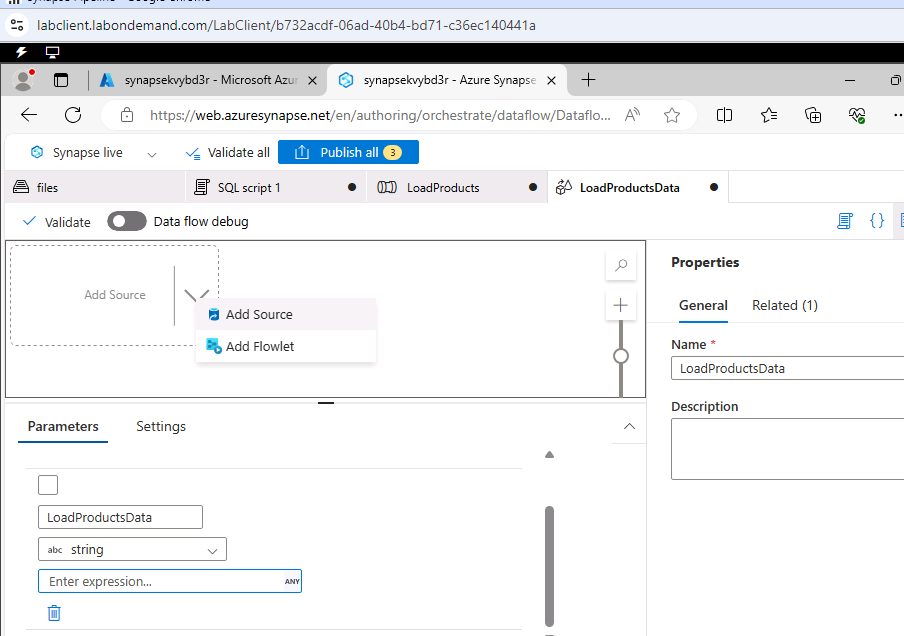 labclient.labondemand.com/LabClient/b732acdf-06ad-40b4-bd71-c36ec140441a
synapsekvybd3r - Microsoft Azur
synapsekvybd3r - Azure Synapse
https://web.azuresynapse.net/en/authoring/orchestrate/dataflow/Dataflo...
Synapse live
Validate all
Publish all 3
files
SQL script 1
LoadProducts
LoadProductsData
Validate
Data flow debug
Add Source
Add Source
Add Flowlet
Parameters
Settings
LoadProductsData
abc string
Enter expression...
ANY
Properties
General
Related (1)
Name *
LoadProductsData
Description